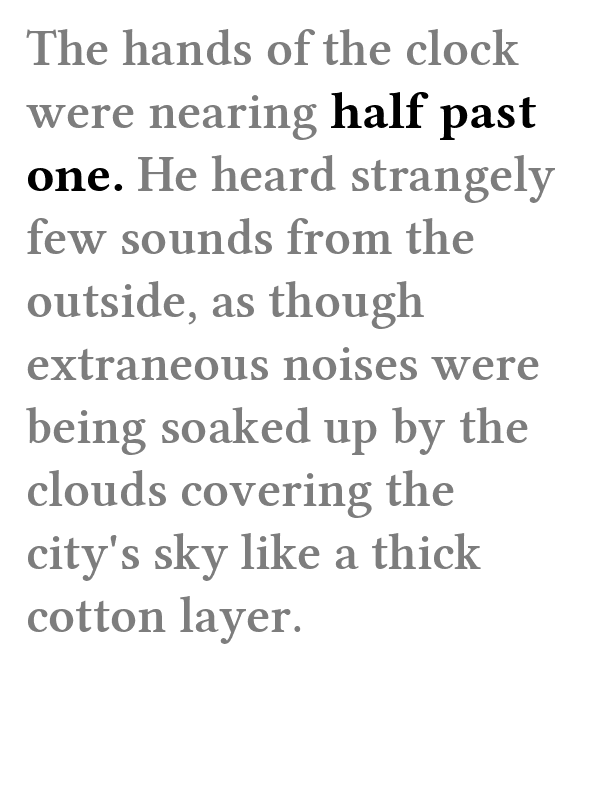 The hands of the clock
were nearing half past
one. He heard strangely
few sounds from the
outside, as though
extraneous noises were
being soaked up by the
clouds covering the
city's sky like a thick
cotton layer.